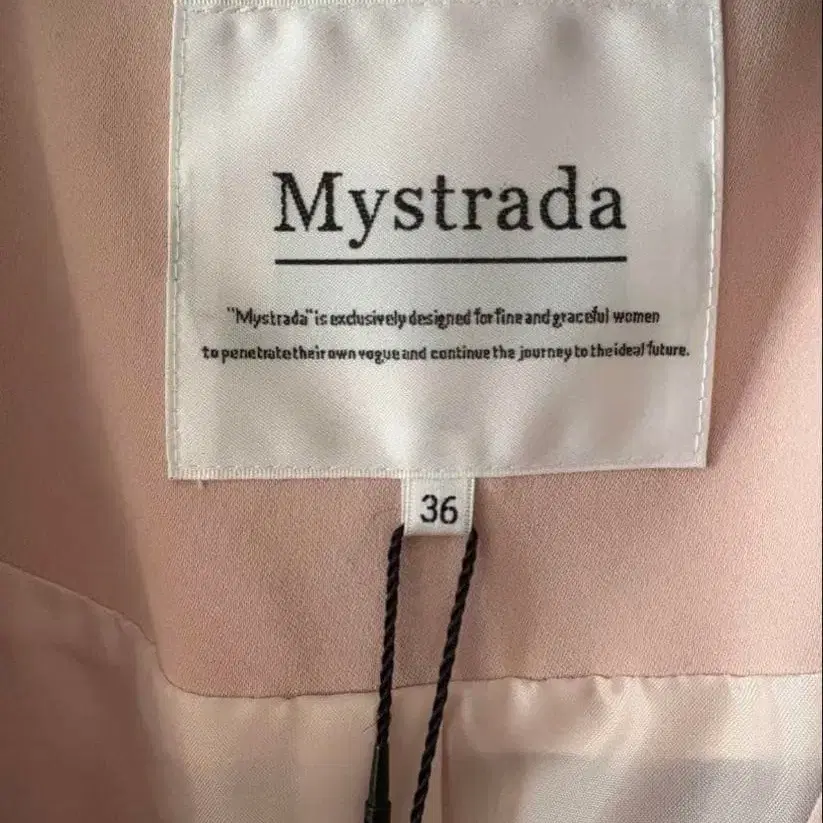 Mystrada
"Mystrada" is exclusively designed for fine and graceful women
to penetrate their own vogue and continue the journey to the ideal future.
36